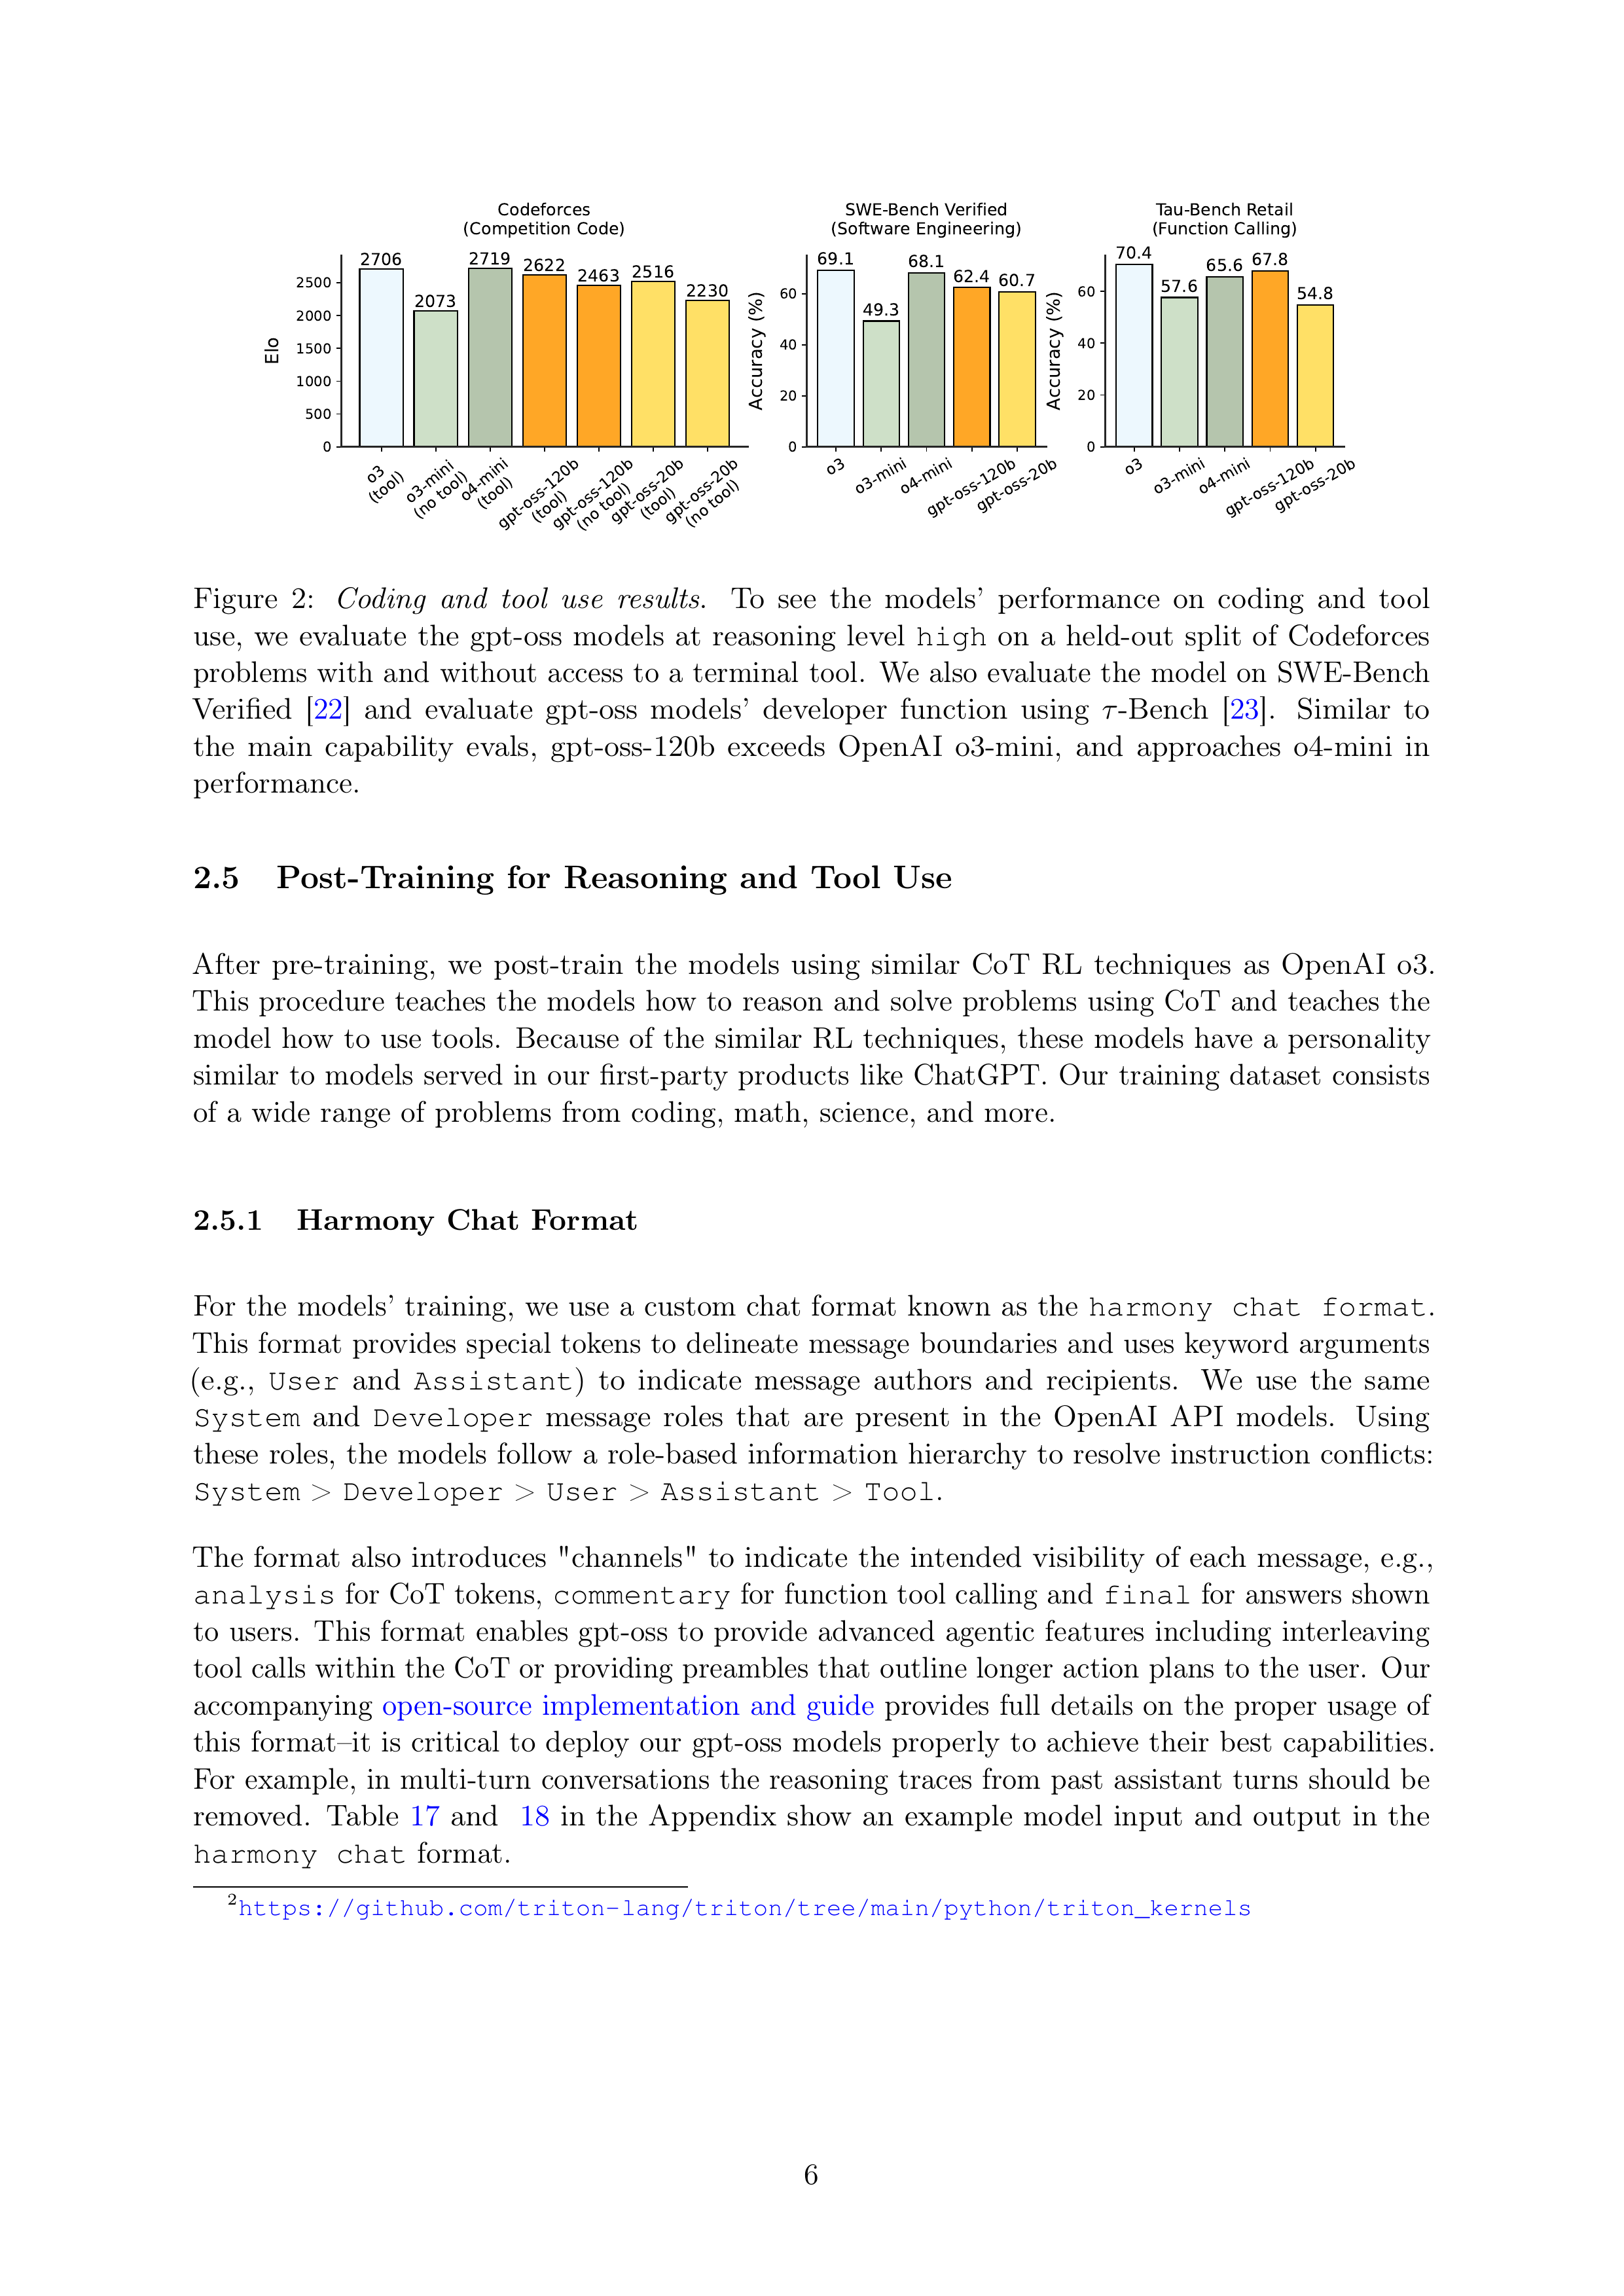 Codeforces
(Competition Code)
2706
2073
2719
2622
2463
2516
2230
Elo
2500
2000
1500
1000
500
0
o3
(tool)
o3-mini
(no tool)
o4-mini
(tool)
gpt-oss-120b
(tool)
gpt-oss-120b
(no tool)
gpt-oss-20b
(tool)
gpt-oss-20b
(no tool)
SWE-Bench Verified
(Software Engineering)
69.1
49.3
68.1
62.4
60.7
Accuracy (%)
60
40
20
0
o3
o3-mini
o4-mini
gpt-oss-120b
gpt-oss-20b
Tau-Bench Retail
(Function Calling)
70.4
57.6
65.6
67.8
54.8
Accuracy (%)
60
40
20
0
o3
o3-mini
o4-mini
gpt-oss-120b
gpt-oss-20b
Figure 2: Coding and tool use results. To see the models' performance on coding and tool
use, we evaluate the gpt-oss models at reasoning level high on a held-out split of Codeforces
problems with and without access to a terminal tool. We also evaluate the model on SWE-Bench
Verified [22] and evaluate gpt-oss models' developer function using τ-Bench [23]. Similar to
the main capability evals, gpt-oss-120b exceeds OpenAI o3-mini, and approaches o4-mini in
performance.
2.5 Post-Training for Reasoning and Tool Use
After pre-training, we post-train the models using similar CoT RL techniques as OpenAI o3.
This procedure teaches the models how to reason and solve problems using CoT and teaches the
model how to use tools. Because of the similar RL techniques, these models have a personality
similar to models served in our first-party products like ChatGPT. Our training dataset consists
of a wide range of problems from coding, math, science, and more.
2.5.1 Harmony Chat Format
For the models' training, we use a custom chat format known as the harmony chat format.
This format provides special tokens to delineate message boundaries and uses keyword arguments
(e.g., User and Assistant) to indicate message authors and recipients. We use the same
System and Developer message roles that are present in the OpenAI API models. Using
these roles, the models follow a role-based information hierarchy to resolve instruction conflicts:
System > Developer > User > Assistant > Tool.
The format also introduces "channels" to indicate the intended visibility of each message, e.g.,
analysis for CoT tokens, commentary for function tool calling and final for answers shown
to users. This format enables gpt-oss to provide advanced agentic features including interleaving
tool calls within the CoT or providing preambles that outline longer action plans to the user. Our
accompanying open-source implementation and guide provides full details on the proper usage of
this format–it is critical to deploy our gpt-oss models properly to achieve their best capabilities.
For example, in multi-turn conversations the reasoning traces from past assistant turns should be
removed. Table 17 and 18 in the Appendix show an example model input and output in the
harmony chat format.
2https://github.com/triton-lang/triton/tree/main/python/triton_kernels
6